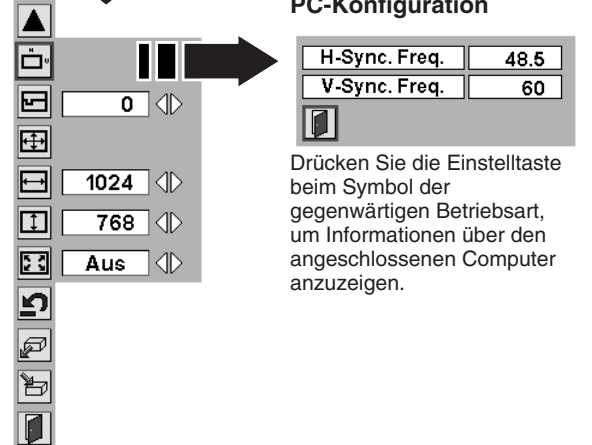 PC-Konfiguration
H-Sync. Freq. 48.5
V-Sync. Freq. 60
0
1024
768
Aus
Drücken Sie die Einstelltaste
beim Symbol der
gegenwärtigen Betriebsart,
um Informationen über den
angeschlossenen Computer
anzuzeigen.